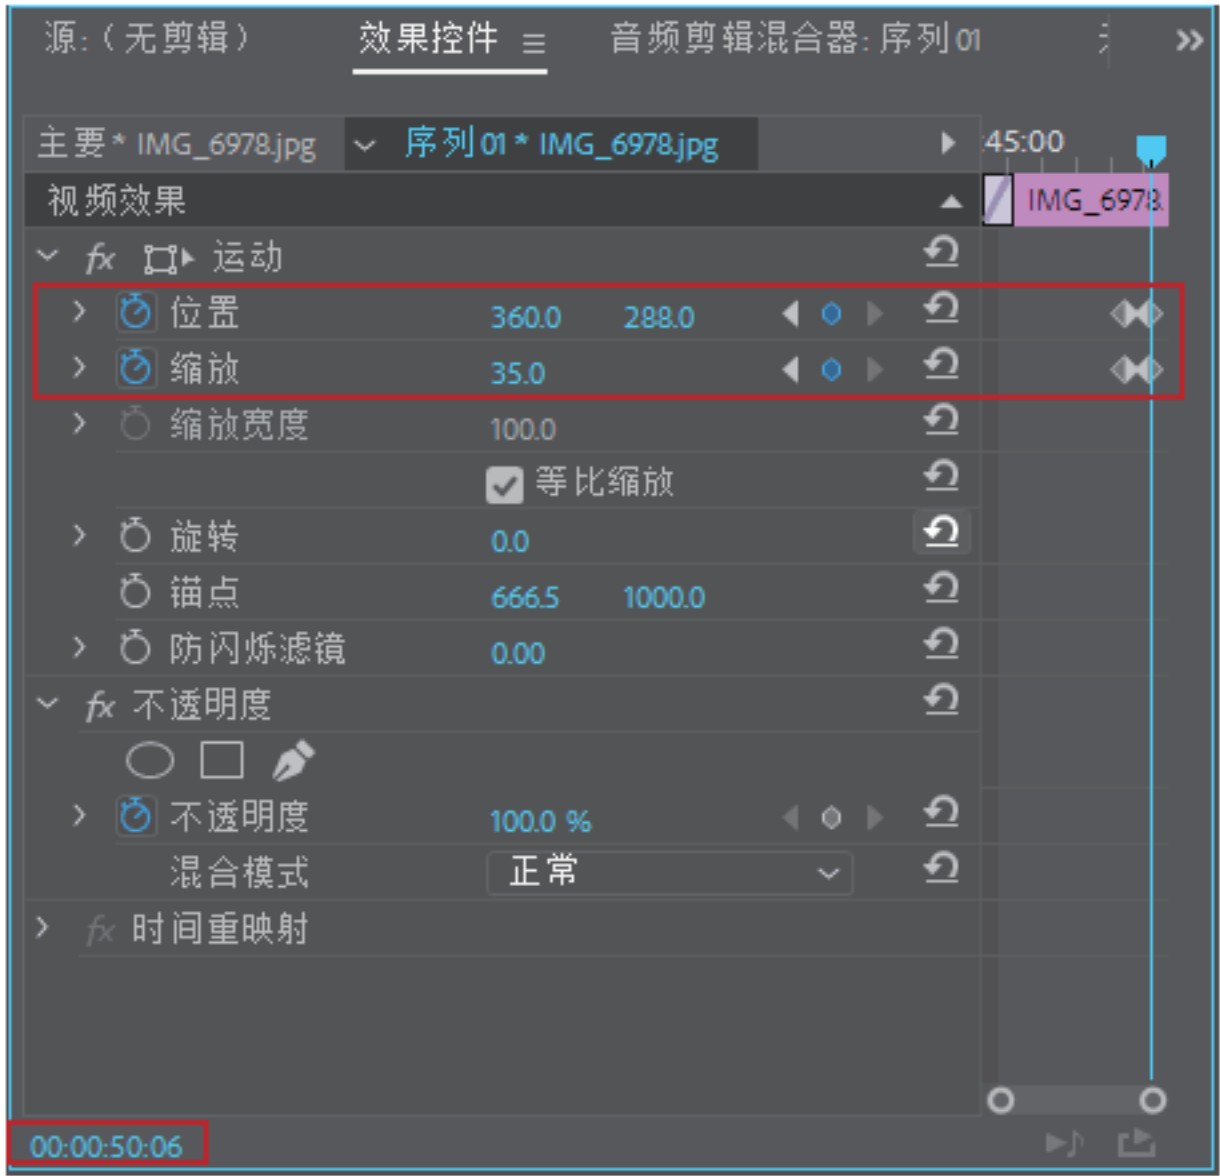 源:（无剪辑） 效果控件 音频剪辑混合器: 序列 01
主要 * IMG_6978.jpg 序列 01 * IMG_6978.jpg :45:00
视频效果 IMG_6978.
fx 运动
位置 360.0 288.0
缩放 35.0
缩放宽度 100.0
等比缩放
旋转 0.0
锚点 666.5 1000.0
防闪烁滤镜 0.00
fx 不透明度
不透明度 100.0 %
混合模式 正常
fx 时间重映射
00:00:50:06